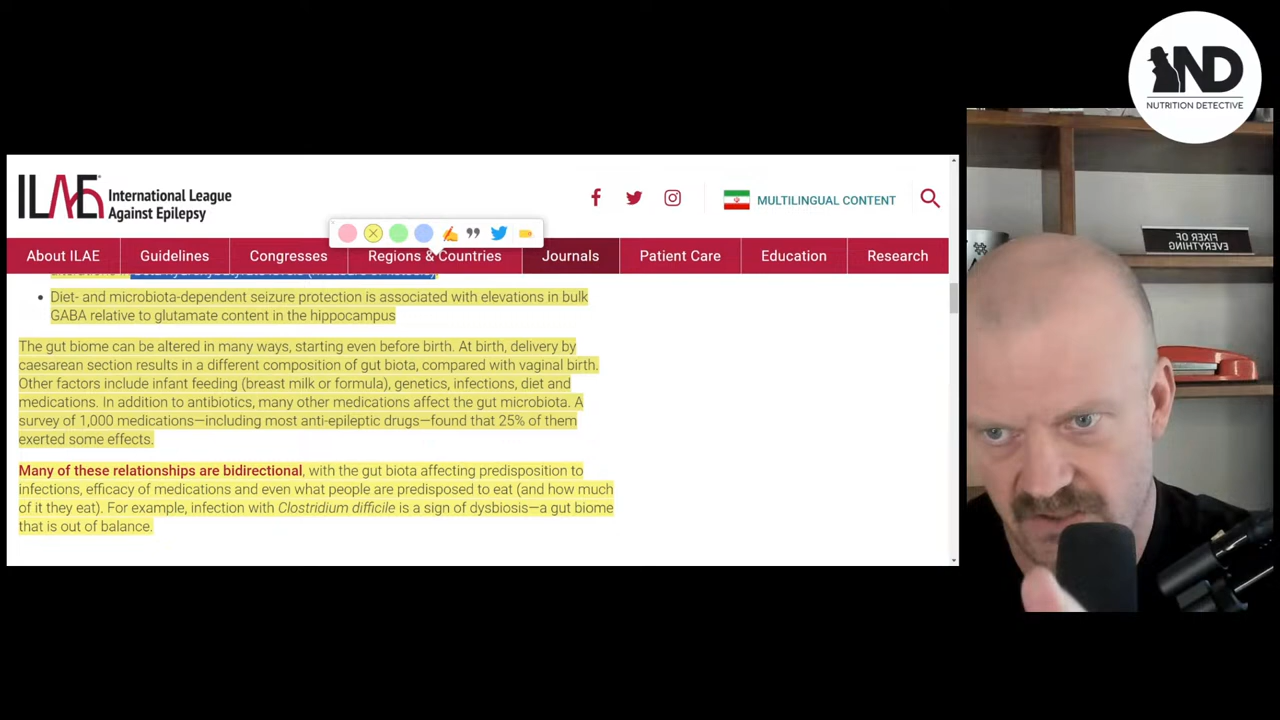 ND
NUTRITION DETECTIVE
ILAE International League
Against Epilepsy
MULTILINGUAL CONTENT
About ILAE Guidelines Congresses Regions & Countries Journals Patient Care Education Research
• Diet- and microbiota-dependent seizure protection is associated with elevations in bulk
GABA relative to glutamate content in the hippocampus
The gut biome can be altered in many ways, starting even before birth. At birth, delivery by
caesarean section results in a different composition of gut biota, compared with vaginal birth.
Other factors include infant feeding (breast milk or formula), genetics, infections, diet and
medications. In addition to antibiotics, many other medications affect the gut microbiota. A
survey of 1,000 medications—including most anti-epileptic drugs—found that 25% of them
exerted some effects.
Many of these relationships are bidirectional, with the gut biota affecting predisposition to
infections, efficacy of medications and even what people are predisposed to eat (and how much
of it they eat). For example, infection with Clostridium difficile is a sign of dysbiosis—a gut biome
that is out of balance.
FIXER OF
EVERYTHING